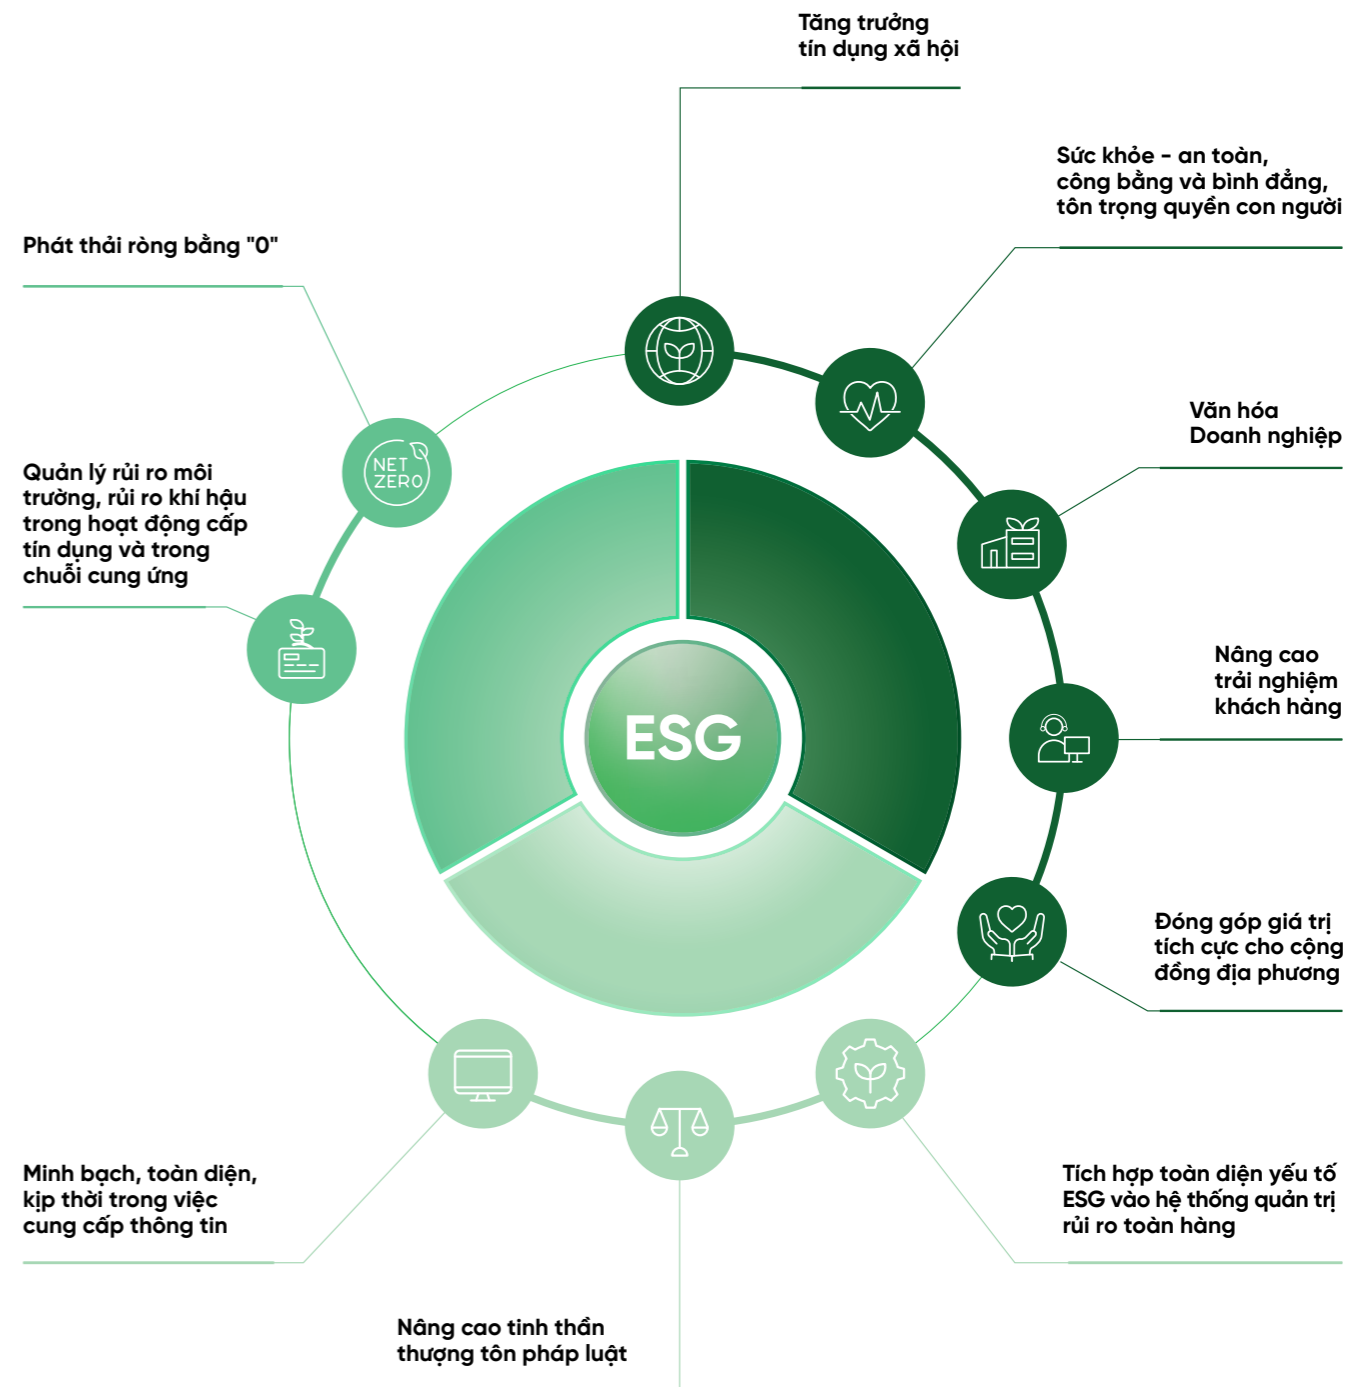 Tăng trưởng
tín dụng xã hội
Sức khỏe - an toàn,
công bằng và bình đẳng,
tôn trọng quyền con người
Phát thải ròng bằng "0"
Văn hóa
Doanh nghiệp
NET
ZERO
Quản lý rủi ro môi
trường, rủi ro khí hậu
trong hoạt động cấp
tín dụng và trong
chuỗi cung ứng
Nâng cao
trải nghiệm
khách hàng
ESG
Đóng góp giá trị
tích cực cho cộng
đồng địa phương
Minh bạch, toàn diện,
kịp thời trong việc
cung cấp thông tin
Tích hợp toàn diện yếu tố
ESG vào hệ thống quản trị
rủi ro toàn hàng
Nâng cao tinh thần
thượng tôn pháp luật